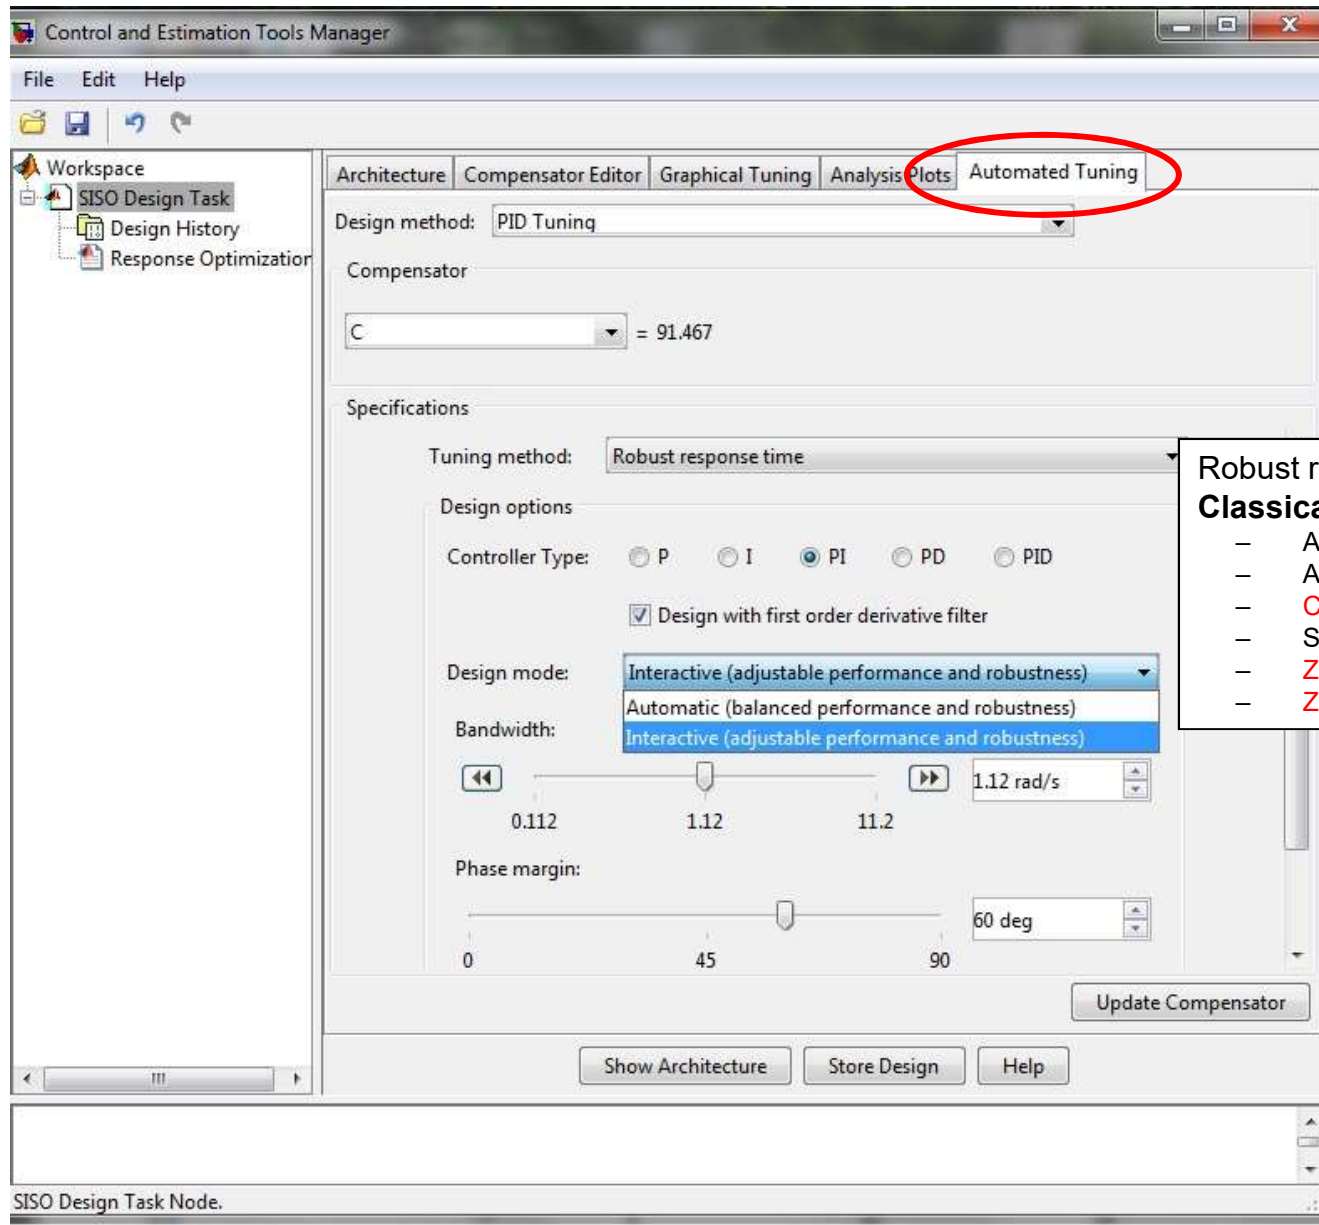 Control and Estimation Tools Manager
File Edit Help
Workspace
SISO Design Task
Design History
Response Optimization
Architecture Compensator Editor Graphical Tuning Analysis Plots Automated Tuning
Design method: PID Tuning
Compensator
C = 91.467
Specifications
Tuning method: Robust response time
Design options
Controller Type: P I PI PD PID
Design with first order derivative filter
Design mode: Interactive (adjustable performance and robustness)
Automatic (balanced performance and robustness)
Interactive (adjustable performance and robustness)
Bandwidth:
1.12 rad/s
0.112 1.12 11.2
Phase margin:
60 deg
0 45 90
Update Compensator
Show Architecture Store Design Help
SISO Design Task Node.
Robust r
Classica
– A
– A
– C
– S
– Z
– Z